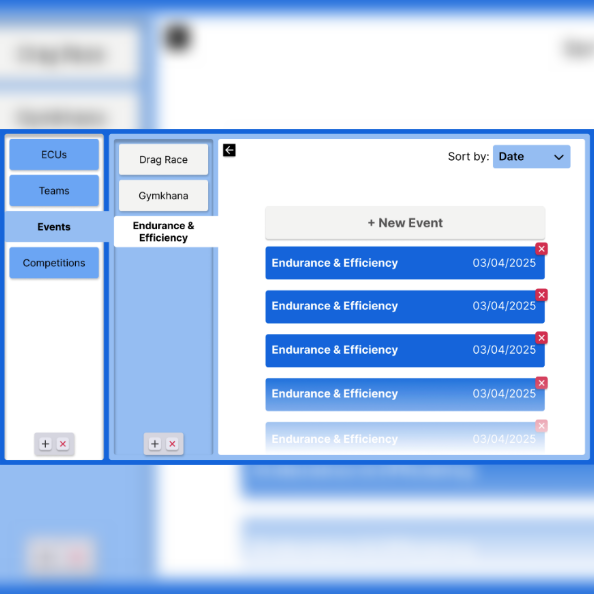 ECUs
Teams
Events
Competitions
Drag Race
Gymkhana
Endurance &
Efficiency
Sort by: Date
+ New Event
Endurance & Efficiency 03/04/2025
Endurance & Efficiency 03/04/2025
Endurance & Efficiency 03/04/2025
Endurance & Efficiency 03/04/2025
Endurance & Efficiency 03/04/2025